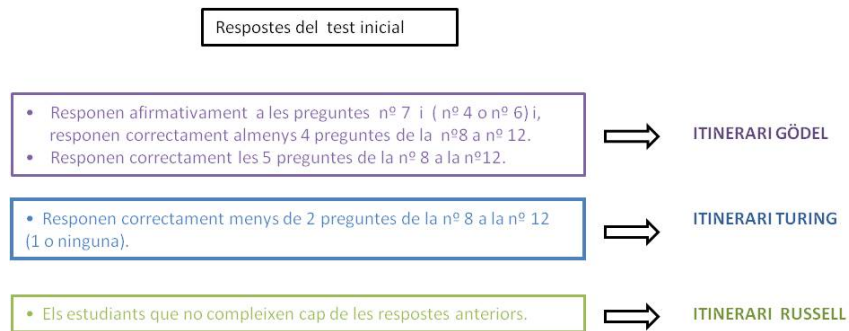 Respostes del test inicial
• Responen afirmativament a les preguntes nº 7 i ( nº 4 o nº 6) i,
responen correctament almenys 4 preguntes de la nº8 a nº 12.
• Responen correctament les 5 preguntes de la nº 8 a la nº12.
ITINERARI GÖDEL
• Responen correctament menys de 2 preguntes de la nº 8 a la nº 12
(1 o ninguna).
ITINERARI TURING
• Els estudiants que no compleixen cap de les respostes anteriors.
ITINERARI RUSSELL